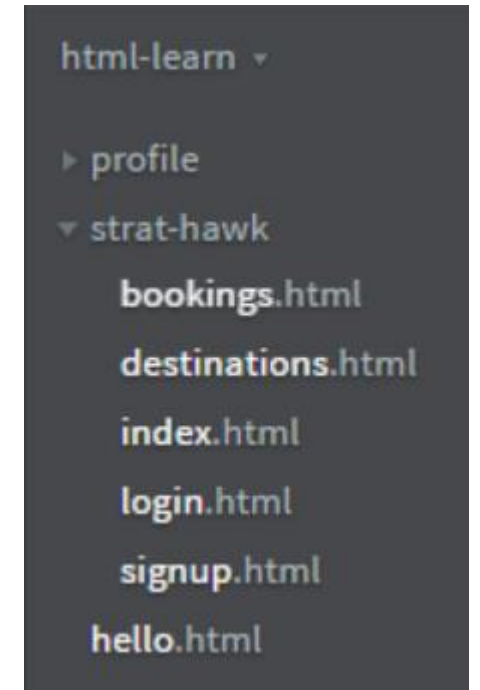 html-learn
profile
strat-hawk
bookings.html
destinations.html
index.html
login.html
signup.html
hello.html